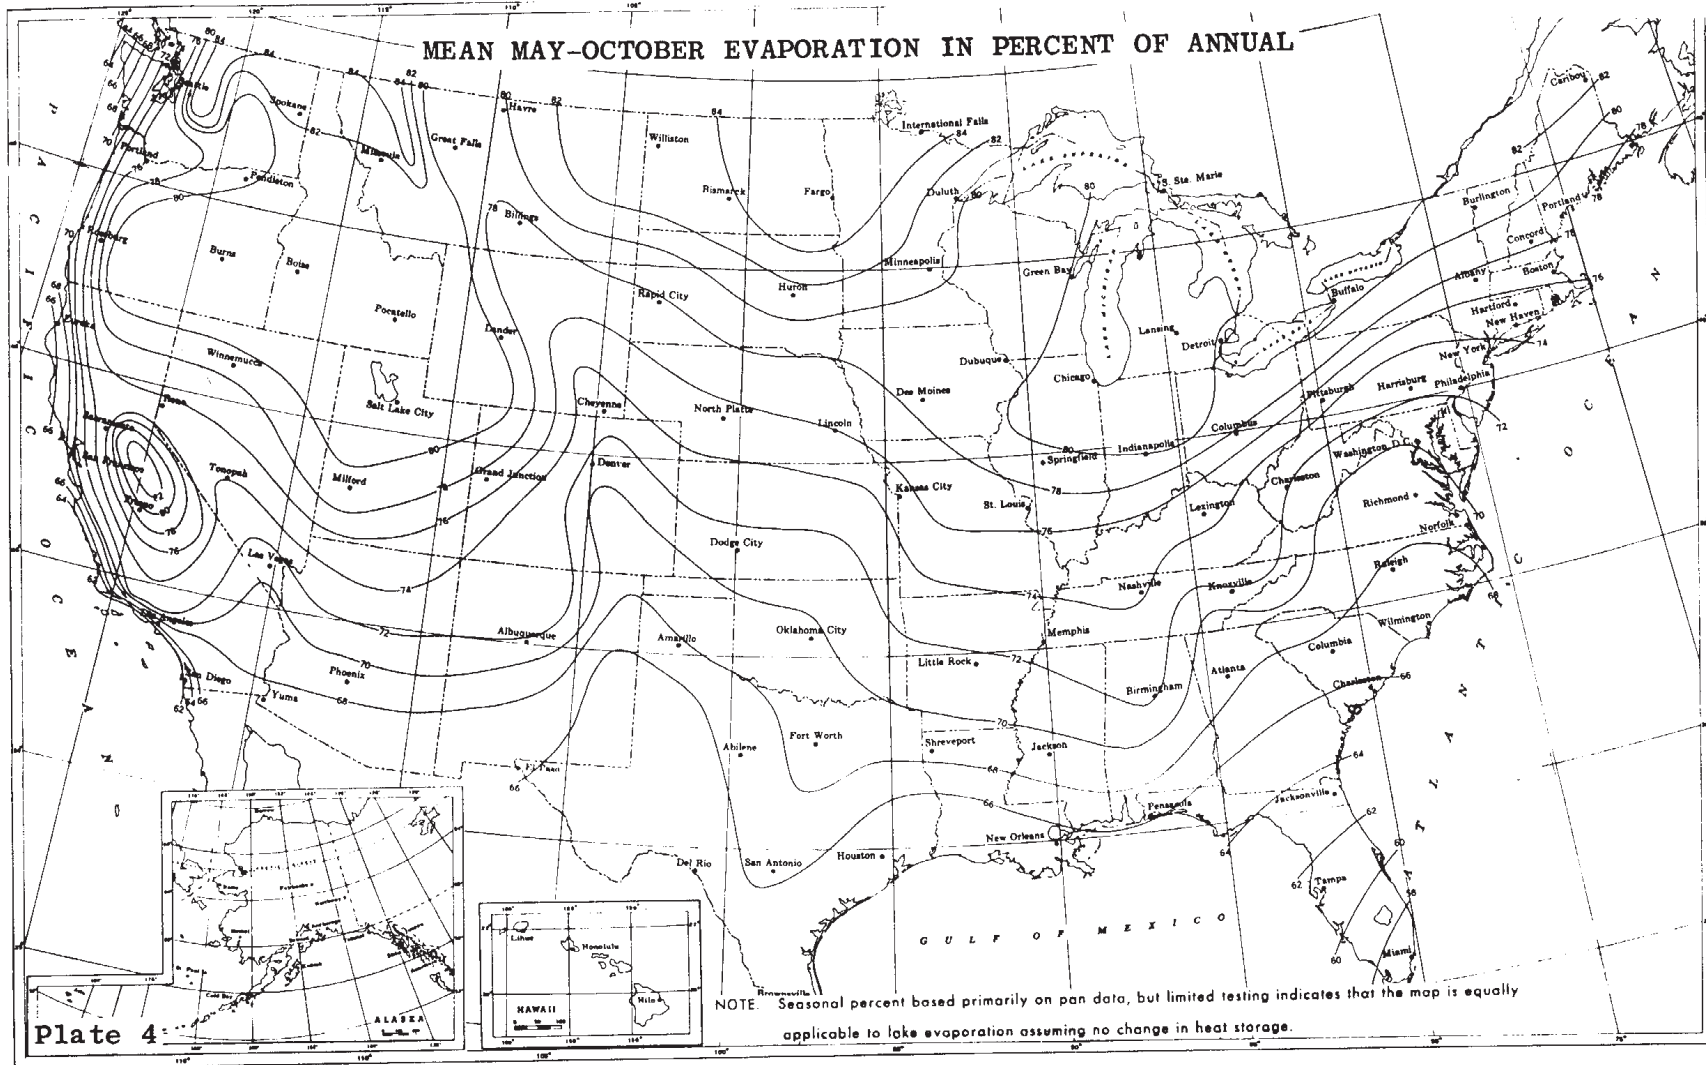 MEAN MAY-OCTOBER EVAPORATION IN PERCENT OF ANNUAL
Seattle
Spokane
Portland
Pendleton
Missoula
Great Falls
Havre
Williston
International Falls
Caribou
Bismarck
Fargo
Duluth
S. Ste. Marie
Burlington
Portland
Roseburg
Burns
Boise
Billings
Minneapolis
Green Bay
Concord
Albany
Boston
Pocatello
Rapid City
Huron
Buffalo
Hartford
New Haven
Eureka
Winnemucca
Lander
Lansing
Detroit
New York
Dubuque
Chicago
Des Moines
Pittsburgh
Harrisburg
Philadelphia
Reno
Salt Lake City
Cheyenne
North Platte
Lincoln
Sacramento
Columbus
Indianapolis
Springfield
Washington D.C.
San Francisco
Tonopah
Milford
Grand Junction
Denver
Kansas City
St. Louis
Lexington
Charleston
Richmond
Fresno
Norfolk
Dodge City
Las Vegas
Nashville
Knoxville
Raleigh
Los Angeles
Albuquerque
Amarillo
Oklahoma City
Memphis
Wilmington
Little Rock
Columbia
Atlanta
San Diego
Phoenix
Yuma
Birmingham
Charleston
Abilene
Fort Worth
Shreveport
Jackson
El Paso
Pensacola
Jacksonville
New Orleans
Del Rio
San Antonio
Houston
Tampa
Miami
Brownsville
PACIFIC OCEAN
ATLANTIC OCEAN
GULF OF MEXICO
Lihue
Honolulu
Hilo
HAWAII
ALASKA
Plate 4
NOTE: Seasonal percent based primarily on pan data, but limited testing indicates that the map is equally
applicable to lake evaporation assuming no change in heat storage.